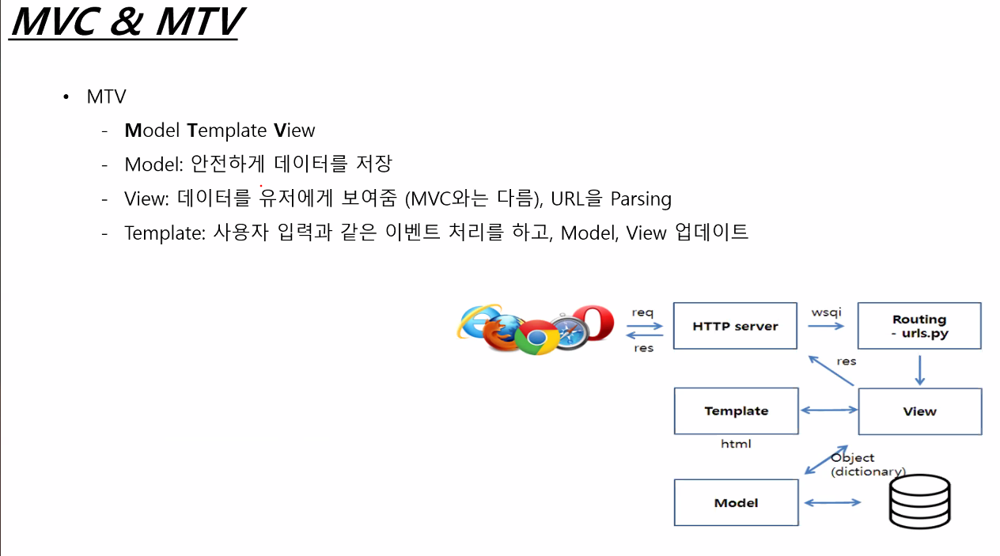 MVC & MTV
• MTV
- Model Template View
- Model: 안전하게 데이터를 저장
- View: 데이터를 유저에게 보여줌 (MVC와는 다름), URL을 Parsing
- Template: 사용자 입력과 같은 이벤트 처리를 하고, Model, View 업데이트
req
res
HTTP server
wsqi
Routing
- urls.py
res
Template
html
View
Object
(dictionary)
Model